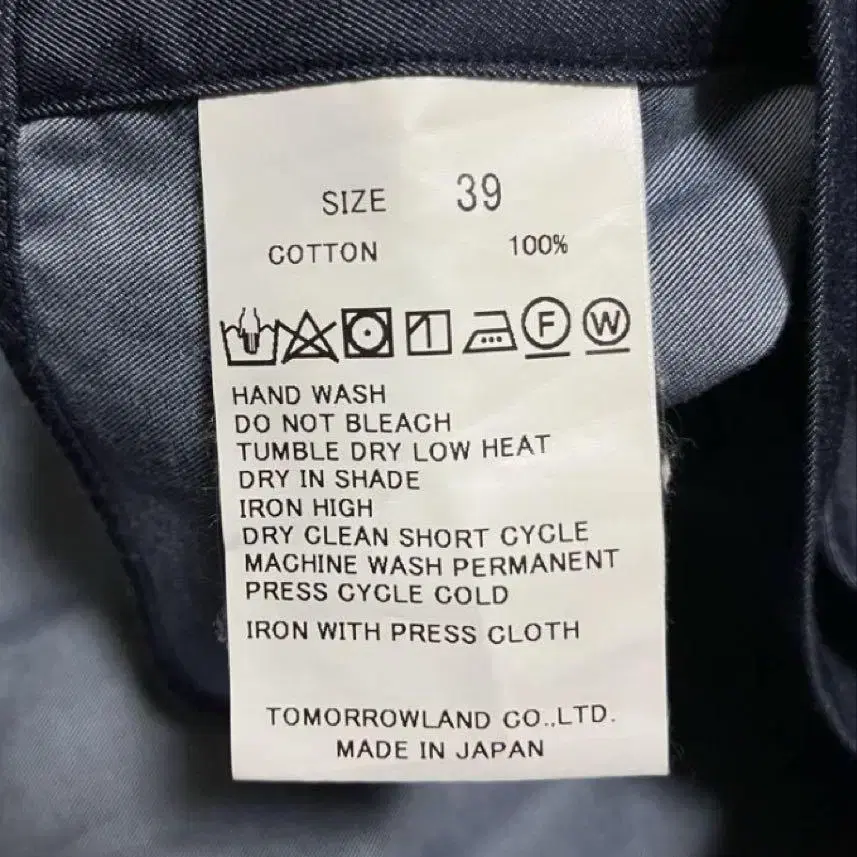 SIZE 39
COTTON 100%
F W
HAND WASH
DO NOT BLEACH
TUMBLE DRY LOW HEAT
DRY IN SHADE
IRON HIGH
DRY CLEAN SHORT CYCLE
MACHINE WASH PERMANENT
PRESS CYCLE COLD
IRON WITH PRESS CLOTH
TOMORROWLAND CO.,LTD.
MADE IN JAPAN